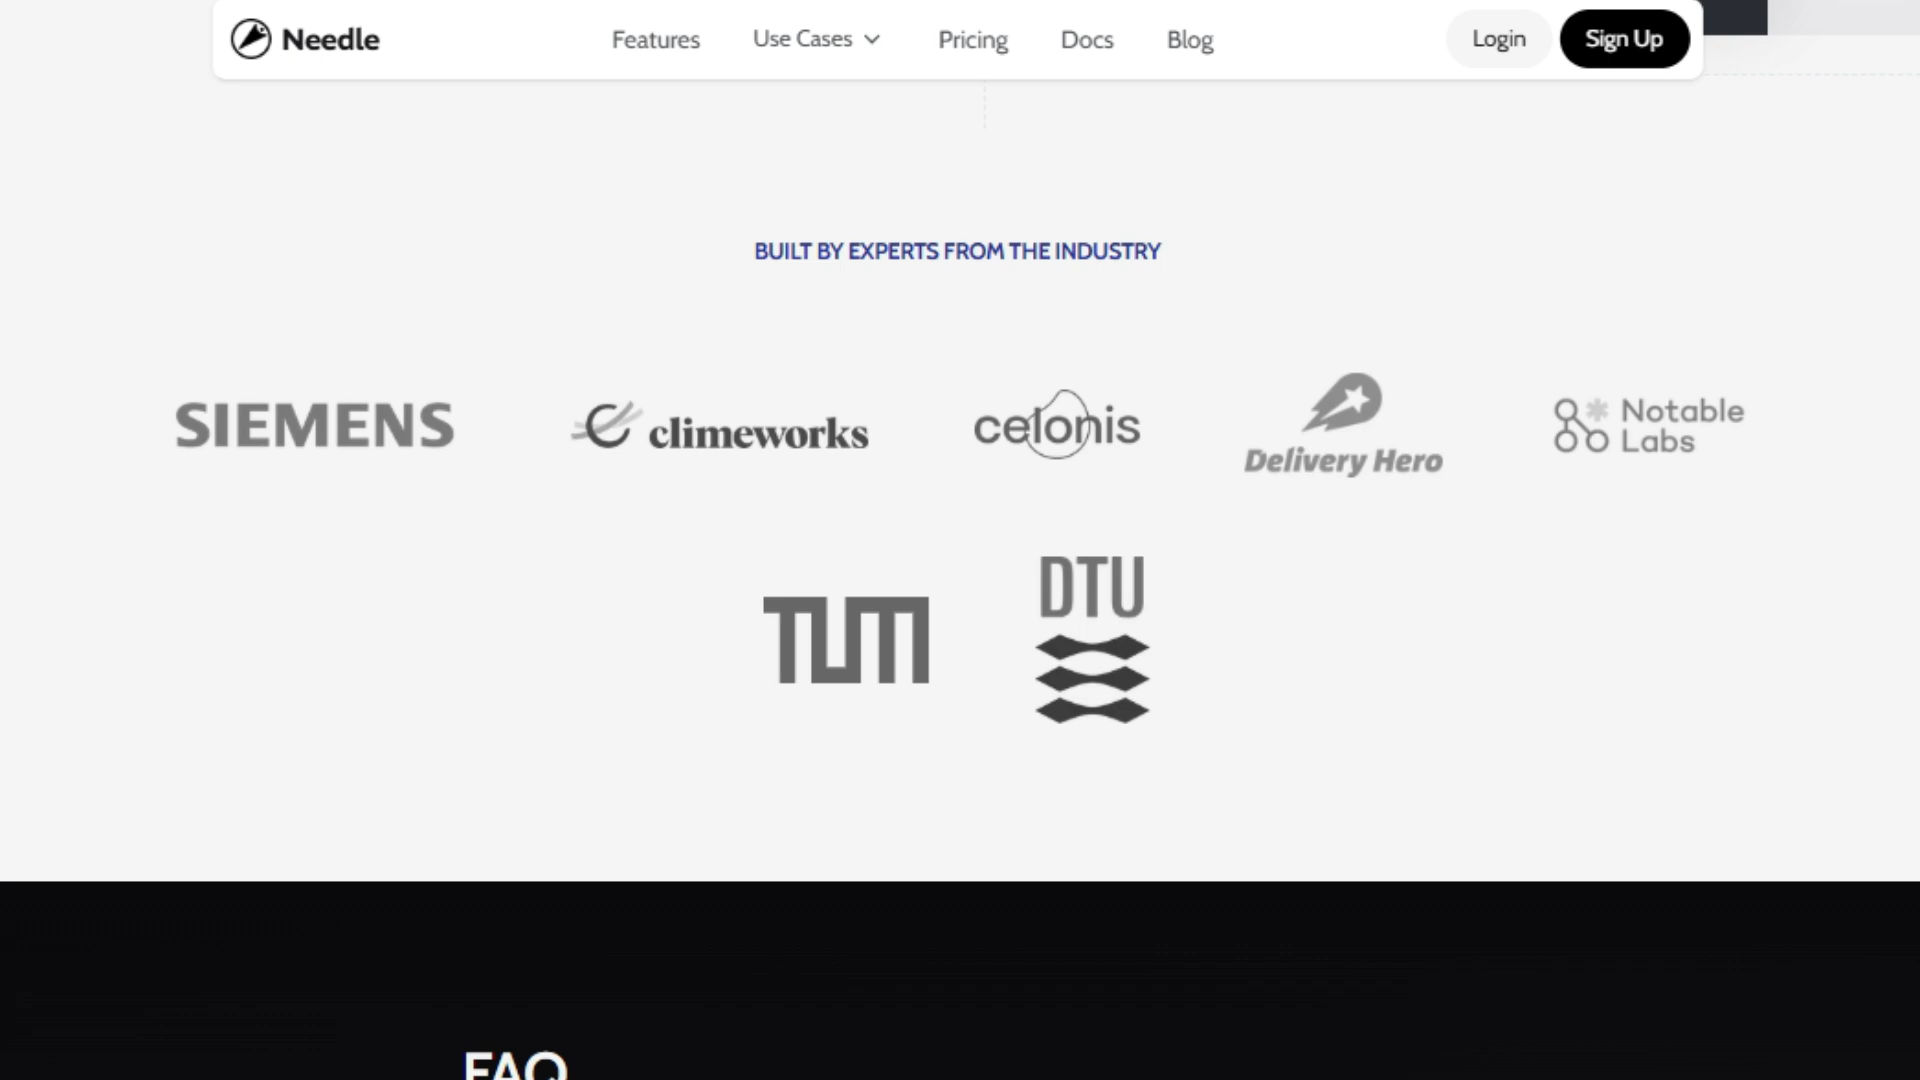 Needle
Features
Use Cases
Pricing
Docs
Blog
Login
Sign Up
BUILT BY EXPERTS FROM THE INDUSTRY
SIEMENS
climeworks
celonis
Delivery Hero
Notable
Labs
TUM
DTU
FAQ